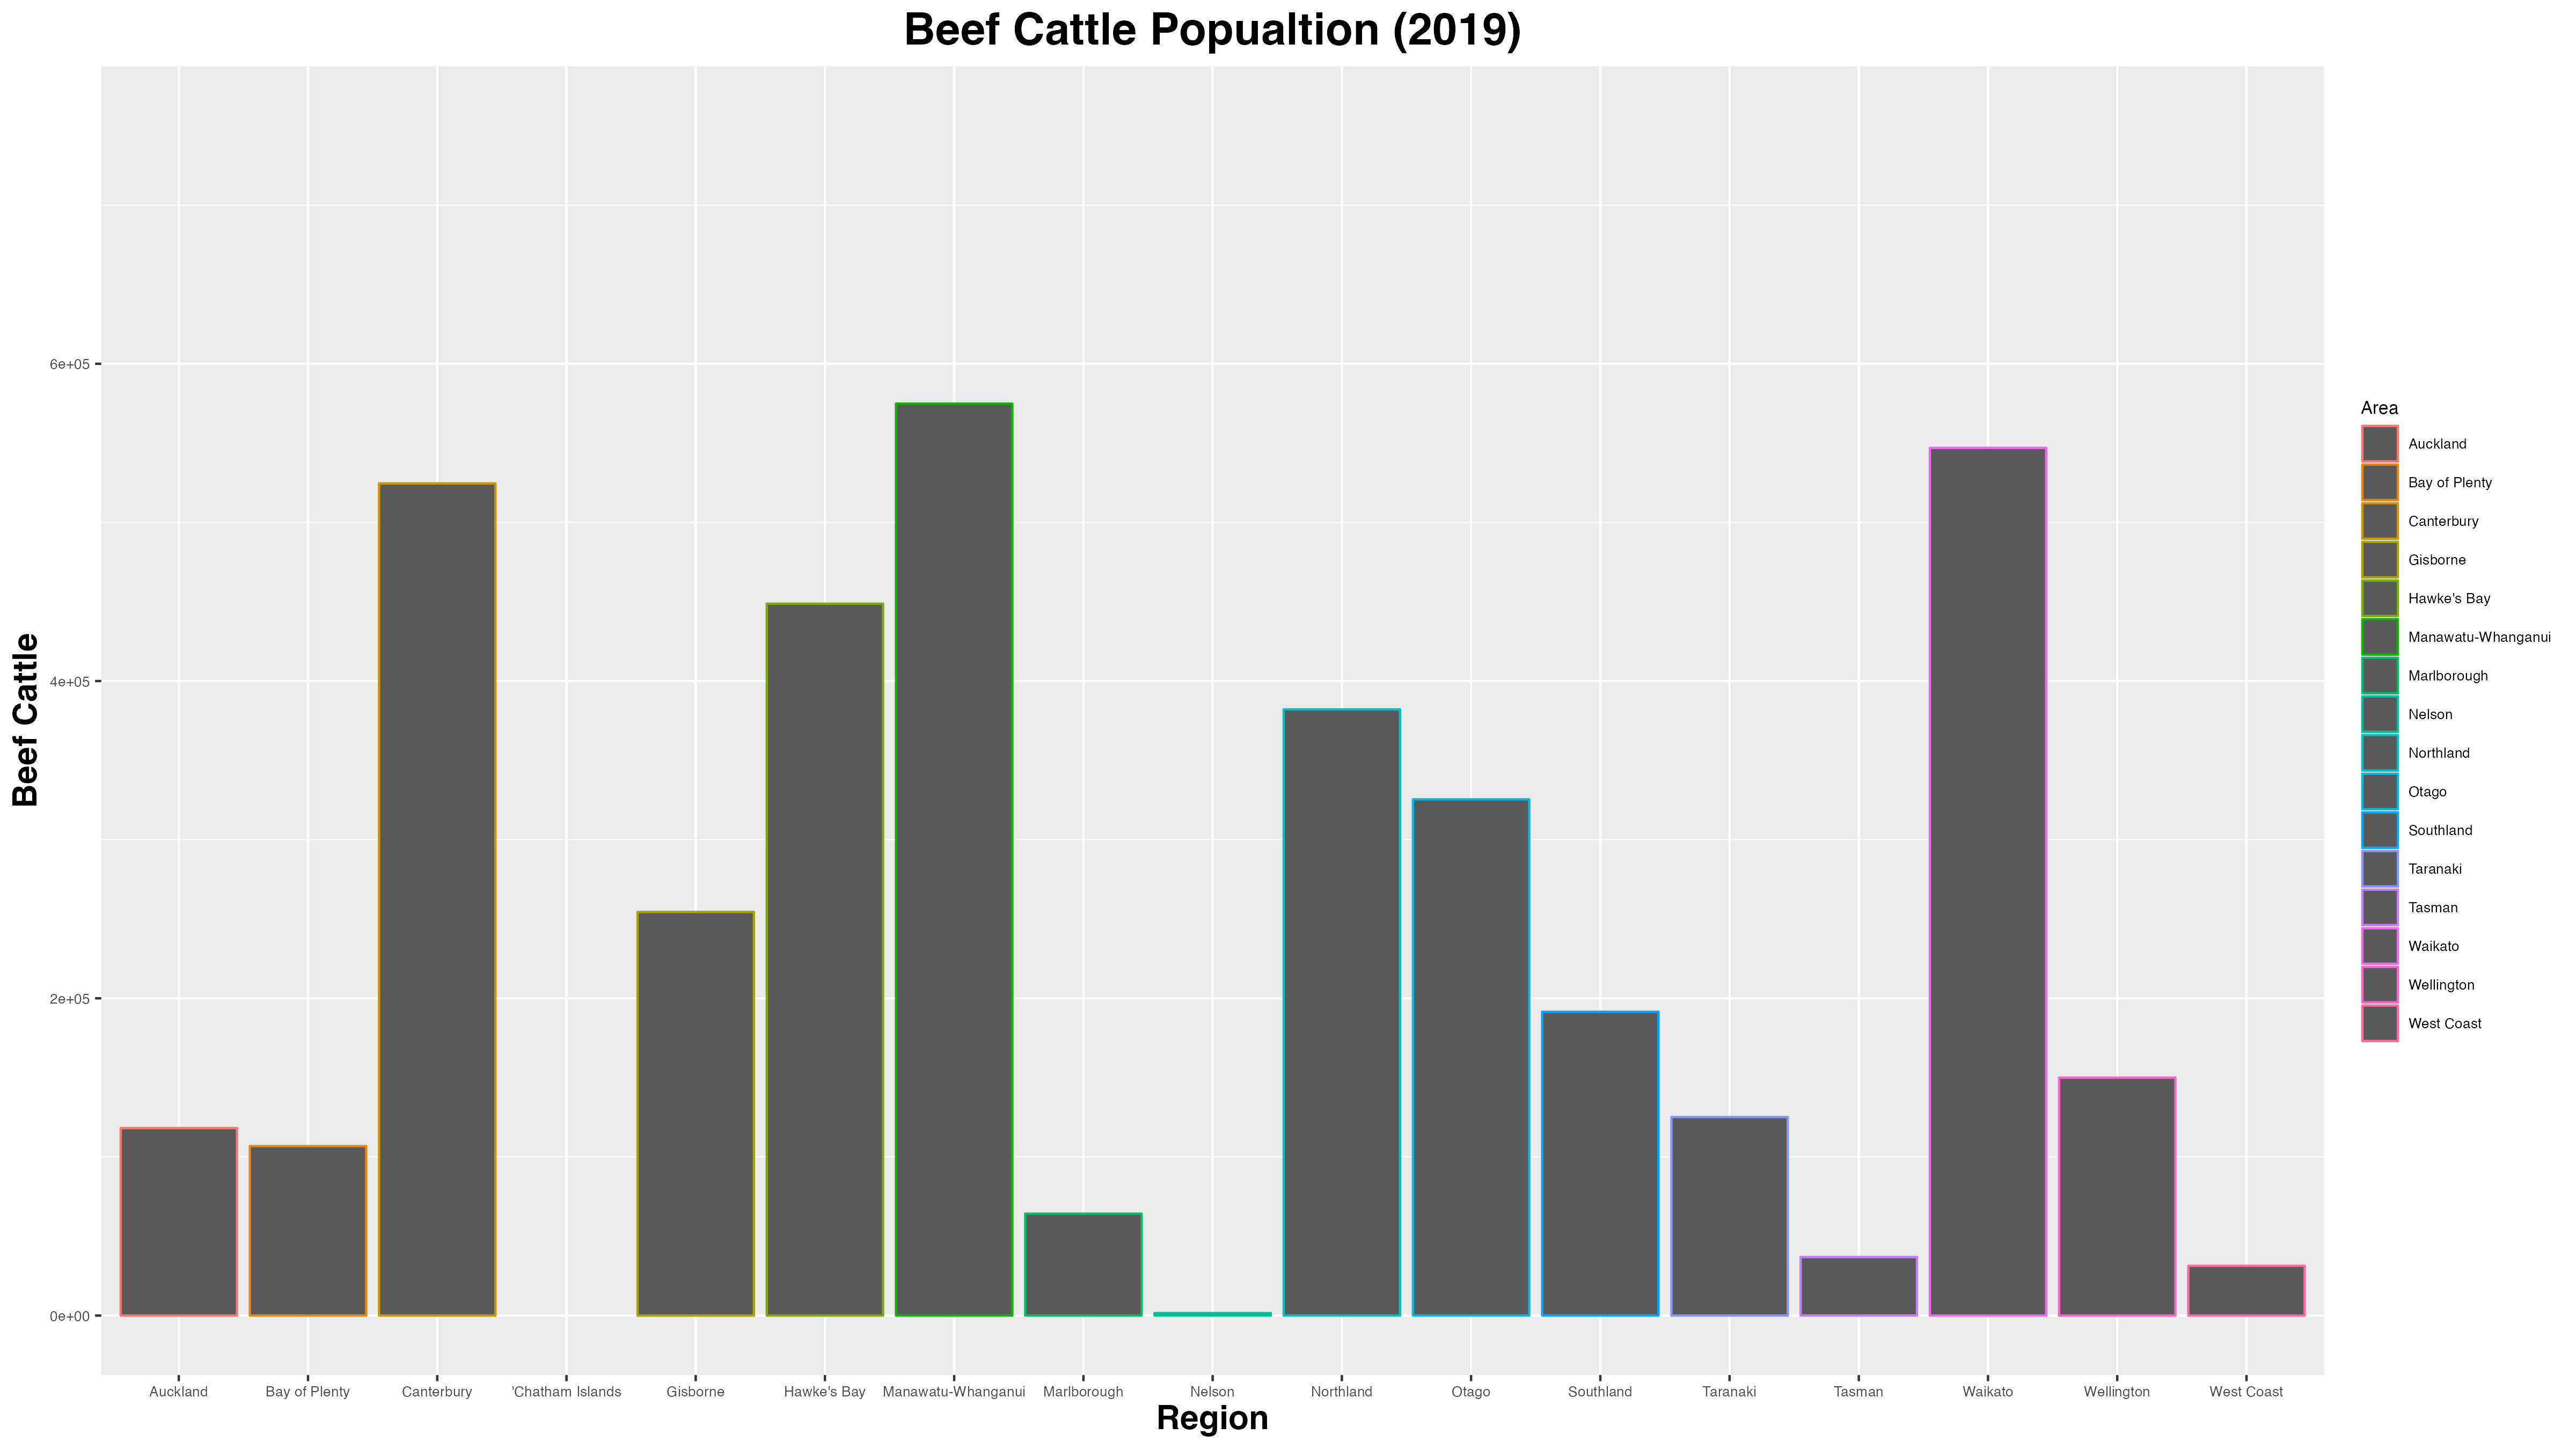 Beef Cattle Popualtion (2019)
Beef Cattle
6e+05
4e+05
2e+05
0e+00
Auckland Bay of Plenty Canterbury 'Chatham Islands Gisborne Hawke's Bay Manawatu-Whanganui Marlborough Nelson Northland Otago Southland Taranaki Tasman Waikato Wellington West Coast
Region
Area
Auckland
Bay of Plenty
Canterbury
Gisborne
Hawke's Bay
Manawatu-Whanganui
Marlborough
Nelson
Northland
Otago
Southland
Taranaki
Tasman
Waikato
Wellington
West Coast